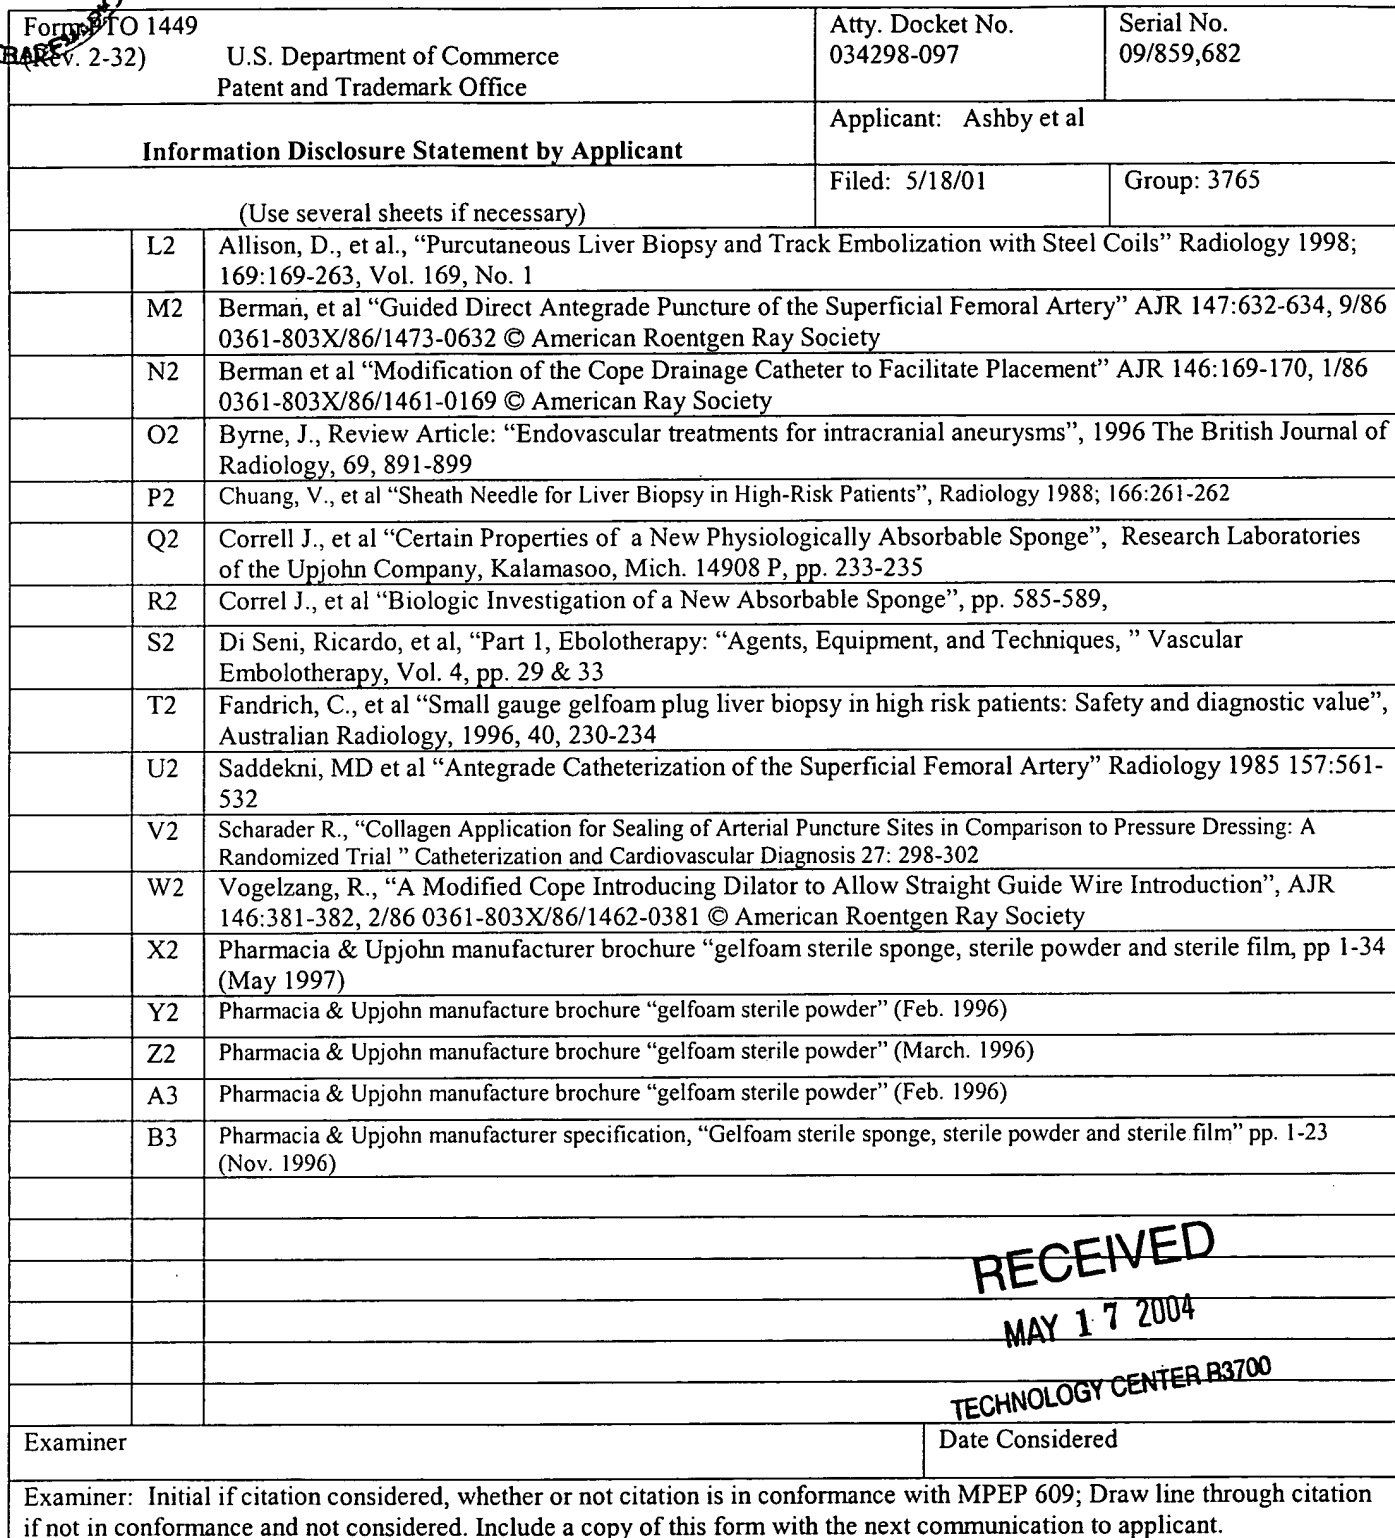 Form PTO 1449
(Rev. 2-32) U.S. Department of Commerce
Patent and Trademark Office
Atty. Docket No.
034298-097
Serial No.
09/859,682
Information Disclosure Statement by Applicant
Applicant: Ashby et al
(Use several sheets if necessary)
Filed: 5/18/01
Group: 3765
L2 Allison, D., et al., “Purcutaneous Liver Biopsy and Track Embolization with Steel Coils” Radiology 1998;
169:169-263, Vol. 169, No. 1
M2 Berman, et al “Guided Direct Antegrade Puncture of the Superficial Femoral Artery” AJR 147:632-634, 9/86
0361-803X/86/1473-0632 © American Roentgen Ray Society
N2 Berman et al “Modification of the Cope Drainage Catheter to Facilitate Placement” AJR 146:169-170, 1/86
0361-803X/86/1461-0169 © American Ray Society
O2 Byrne, J., Review Article: “Endovascular treatments for intracranial aneurysms”, 1996 The British Journal of
Radiology, 69, 891-899
P2 Chuang, V., et al “Sheath Needle for Liver Biopsy in High-Risk Patients”, Radiology 1988; 166:261-262
Q2 Correll J., et al “Certain Properties of a New Physiologically Absorbable Sponge”, Research Laboratories
of the Upjohn Company, Kalamasoo, Mich. 14908 P, pp. 233-235
R2 Correl J., et al “Biologic Investigation of a New Absorbable Sponge”, pp. 585-589,
S2 Di Seni, Ricardo, et al, “Part 1, Ebolotherapy: “Agents, Equipment, and Techniques, ” Vascular
Embolotherapy, Vol. 4, pp. 29 & 33
T2 Fandrich, C., et al “Small gauge gelfoam plug liver biopsy in high risk patients: Safety and diagnostic value”,
Australian Radiology, 1996, 40, 230-234
U2 Saddekni, MD et al “Antegrade Catheterization of the Superficial Femoral Artery” Radiology 1985 157:561-
532
V2 Scharader R., “Collagen Application for Sealing of Arterial Puncture Sites in Comparison to Pressure Dressing: A
Randomized Trial ” Catheterization and Cardiovascular Diagnosis 27: 298-302
W2 Vogelzang, R., “A Modified Cope Introducing Dilator to Allow Straight Guide Wire Introduction”, AJR
146:381-382, 2/86 0361-803X/86/1462-0381 © American Roentgen Ray Society
X2 Pharmacia & Upjohn manufacturer brochure “gelfoam sterile sponge, sterile powder and sterile film, pp 1-34
(May 1997)
Y2 Pharmacia & Upjohn manufacture brochure “gelfoam sterile powder” (Feb. 1996)
Z2 Pharmacia & Upjohn manufacture brochure “gelfoam sterile powder” (March. 1996)
A3 Pharmacia & Upjohn manufacture brochure “gelfoam sterile powder” (Feb. 1996)
B3 Pharmacia & Upjohn manufacturer specification, “Gelfoam sterile sponge, sterile powder and sterile film” pp. 1-23
(Nov. 1996)
RECEIVED
MAY 17 2004
TECHNOLOGY CENTER R3700
Examiner
Date Considered
Examiner: Initial if citation considered, whether or not citation is in conformance with MPEP 609; Draw line through citation
if not in conformance and not considered. Include a copy of this form with the next communication to applicant.